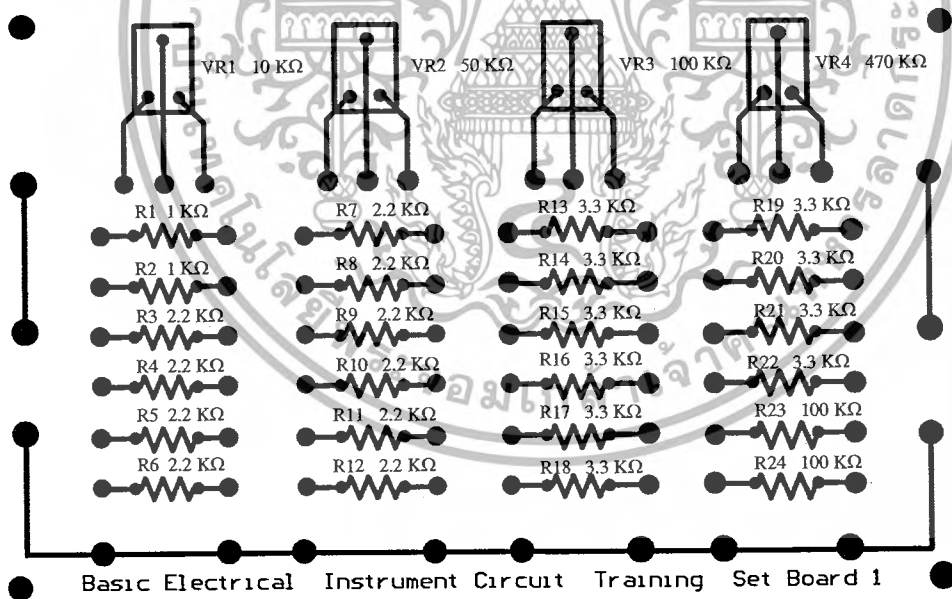 VR1 10 KΩ VR2 50 KΩ VR3 100 KΩ VR4 470 KΩ
R1 1 KΩ R7 2.2 KΩ R13 3.3 KΩ R19 3.3 KΩ
R2 1 KΩ R8 2.2 KΩ R14 3.3 KΩ R20 3.3 KΩ
R3 2.2 KΩ R9 2.2 KΩ R15 3.3 KΩ R21 3.3 KΩ
R4 2.2 KΩ R10 2.2 KΩ R16 3.3 KΩ R22 3.3 KΩ
R5 2.2 KΩ R11 2.2 KΩ R17 3.3 KΩ R23 100 KΩ
R6 2.2 KΩ R12 2.2 KΩ R18 3.3 KΩ R24 100 KΩ
Basic Electrical Instrument Circuit Training Set Board 1